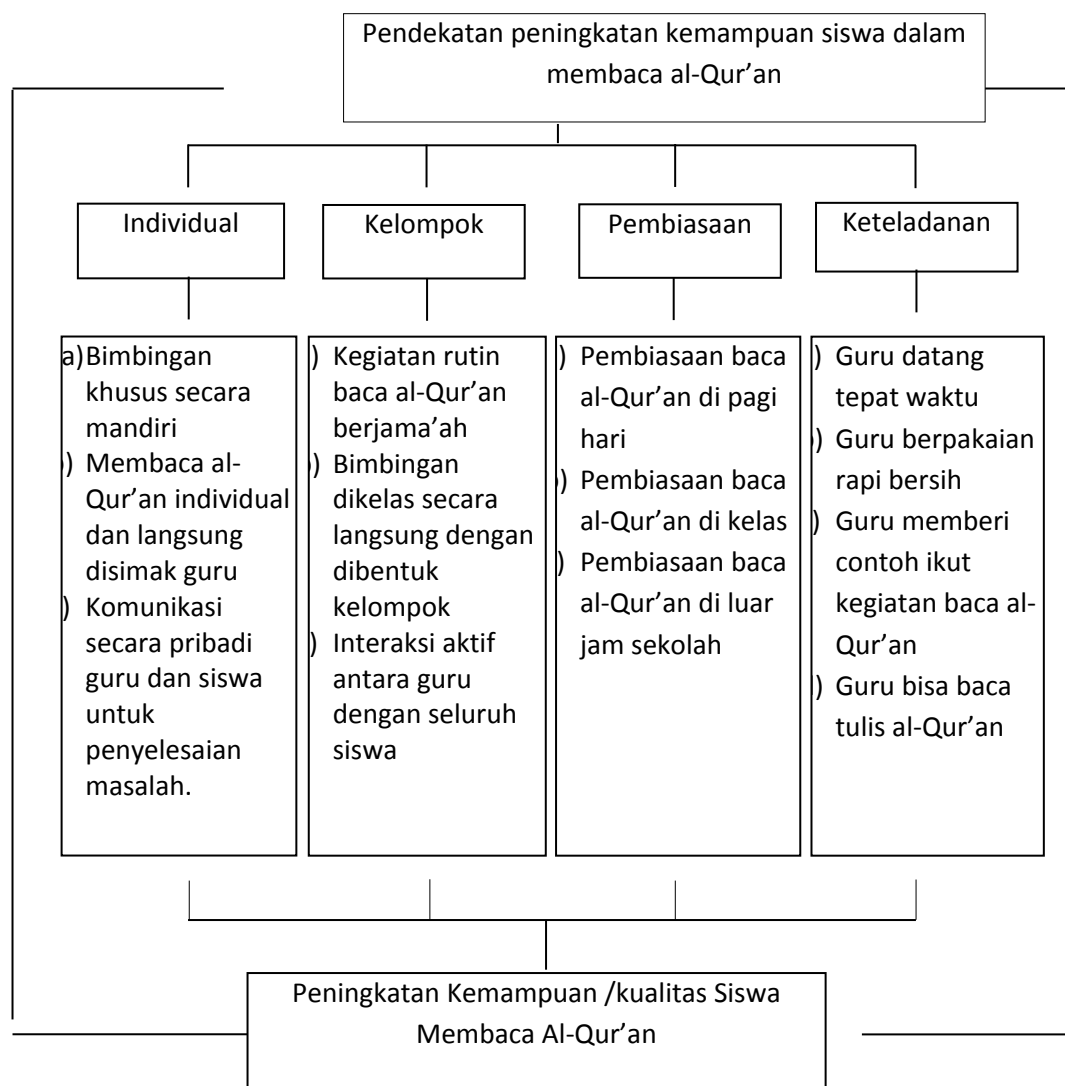 Pendekatan peningkatan kemampuan siswa dalam
membaca al-Qur’an
Individual
Kelompok
Pembiasaan
Keteladanan
a)Bimbingan
khusus secara
mandiri
) Membaca al-
Qur’an individual
dan langsung
disimak guru
) Komunikasi
secara pribadi
guru dan siswa
untuk
penyelesaian
masalah.
) Kegiatan rutin
baca al-Qur’an
berjama’ah
) Bimbingan
dikelas secara
langsung dengan
dibentuk
kelompok
) Interaksi aktif
antara guru
dengan seluruh
siswa
) Pembiasaan baca
al-Qur’an di pagi
hari
) Pembiasaan baca
al-Qur’an di kelas
) Pembiasaan baca
al-Qur’an di luar
jam sekolah
) Guru datang
tepat waktu
) Guru berpakaian
rapi bersih
) Guru memberi
contoh ikut
kegiatan baca al-
Qur’an
) Guru bisa baca
tulis al-Qur’an
Peningkatan Kemampuan /kualitas Siswa
Membaca Al-Qur’an